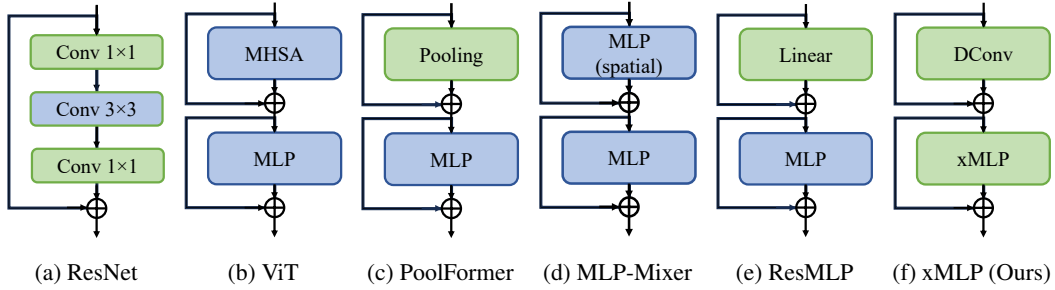 Conv 1×1
Conv 3×3
Conv 1×1
(a) ResNet
MHSA
MLP
(b) ViT
Pooling
MLP
(c) PoolFormer
MLP
(spatial)
MLP
(d) MLP-Mixer
Linear
MLP
(e) ResMLP
DConv
xMLP
(f) xMLP (Ours)